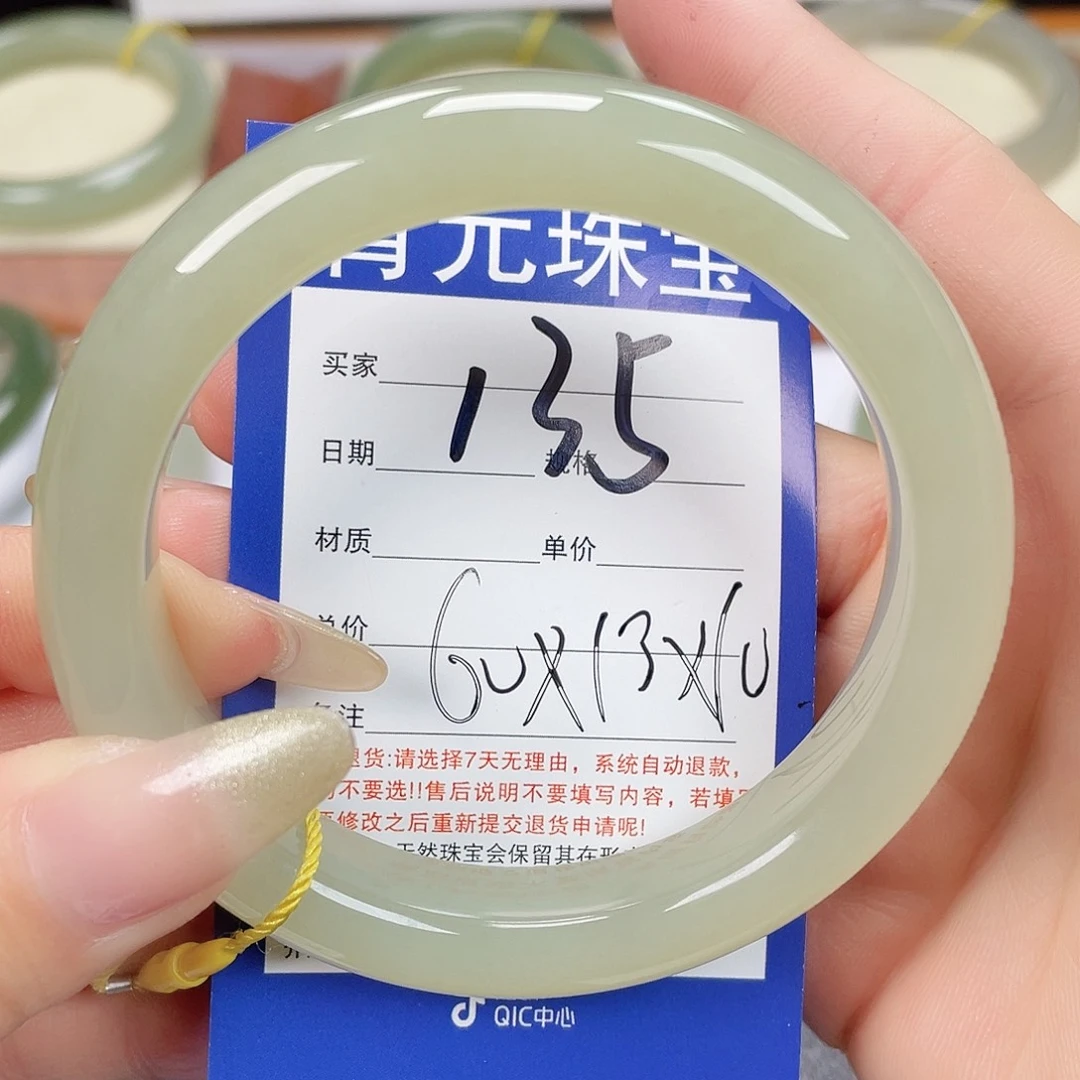 元珠宝
买家 135
日期 规格
材质 单价
总价 60x13x10
备注
退货:请选择7天无理由，系统自动退款，
不要选!!售后说明不要填写内容，若填写
修改之后重新提交退货申请呢!
天然珠宝会保留其在形
QIC中心